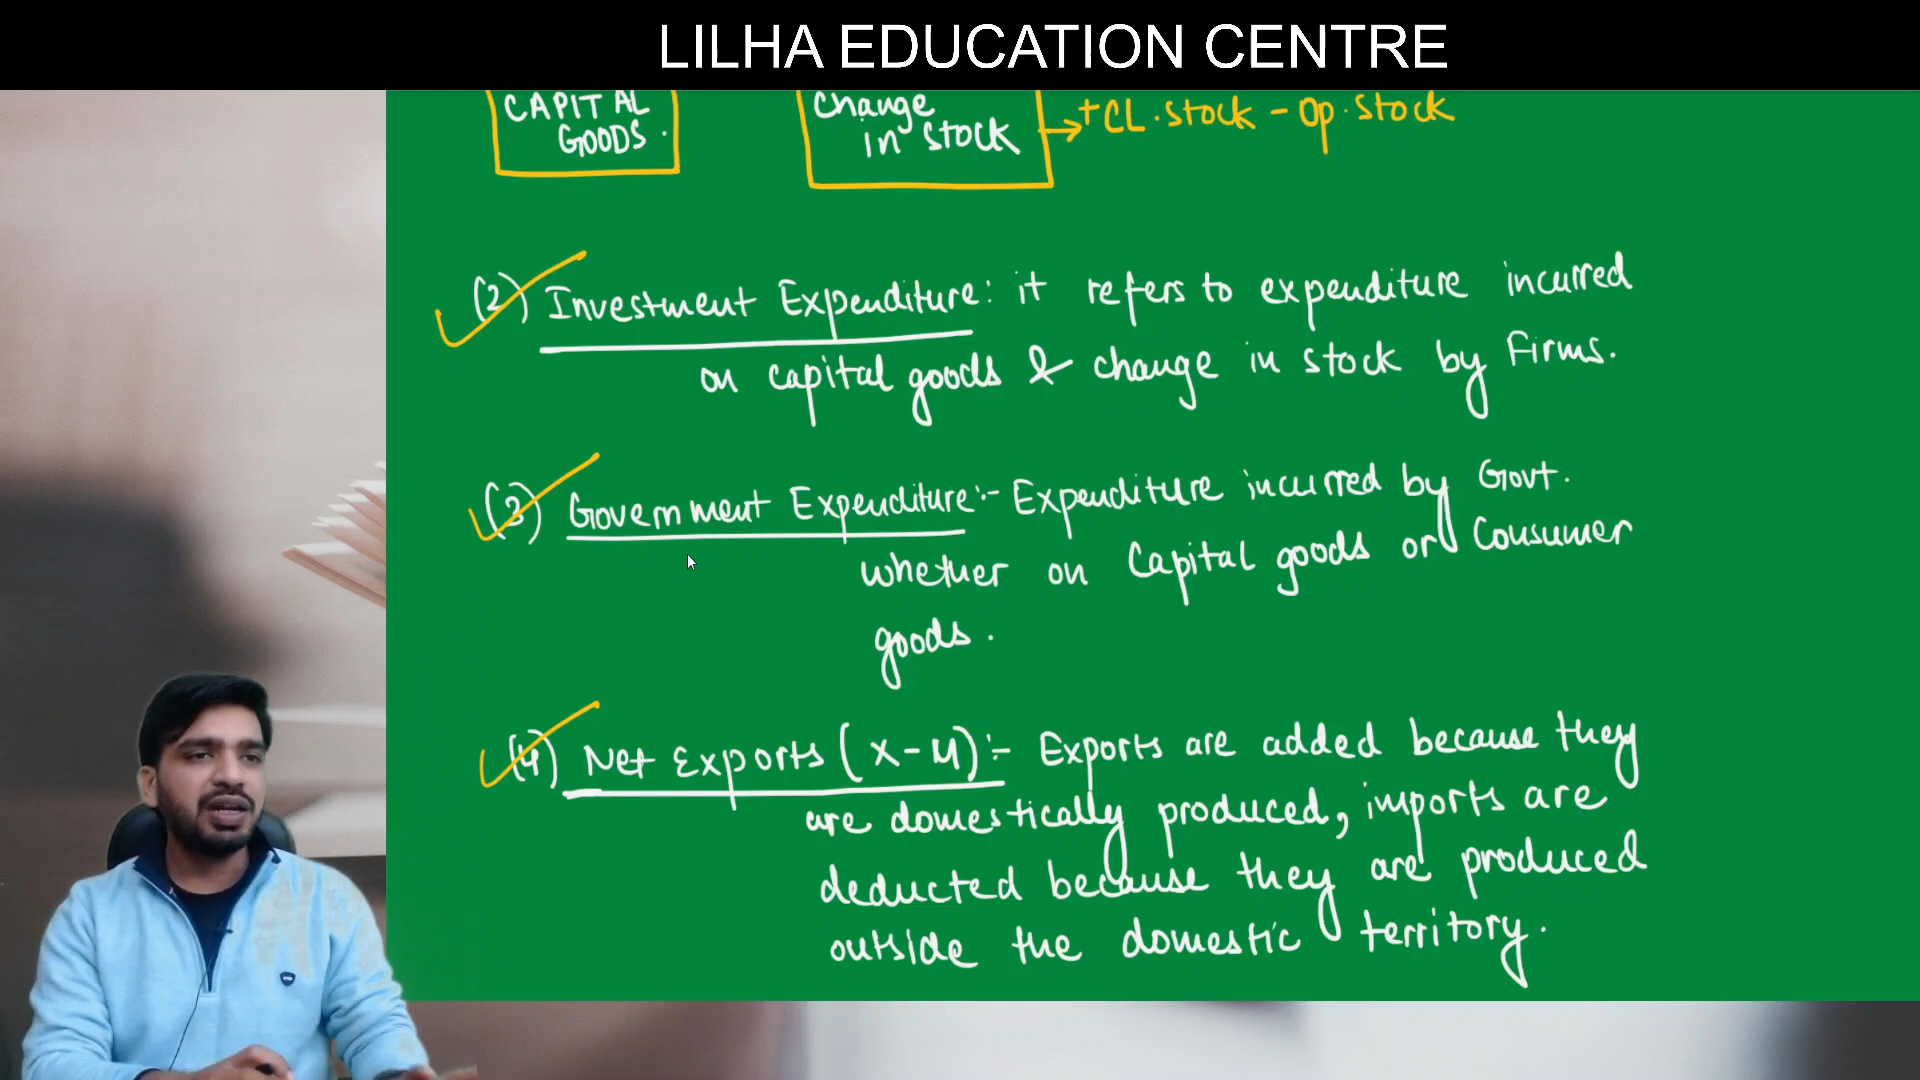 LILHA EDUCATION CENTRE
CAPITAL
GOODS.
Change
in stock
→ + CL. stock - Op. stock
(2) Investment Expenditure: it refers to expenditure incurred
on capital goods & change in stock by Firms.
(3) Government Expenditure:- Expenditure incurred by Govt.
whether on Capital goods or Consumer
goods.
(4) Net Exports (X-M):- Exports are added because they
are domestically produced, imports are
deducted because they are produced
outside the domestic territory.